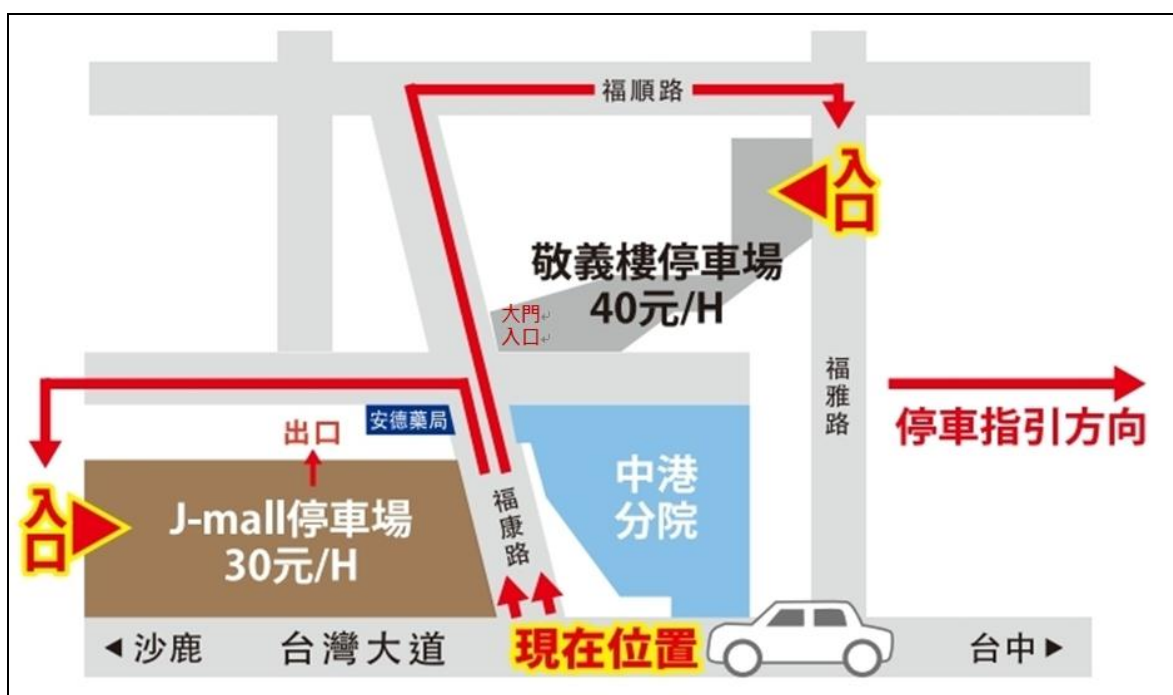 福順路
入口
敬義樓停車場
40元/H
大門
入口
福雅路
停車指引方向
安德藥局
出口
中港
分院
入口
J-mall停車場
30元/H
福康路
現在位置
◀沙鹿
台灣大道
台中▶